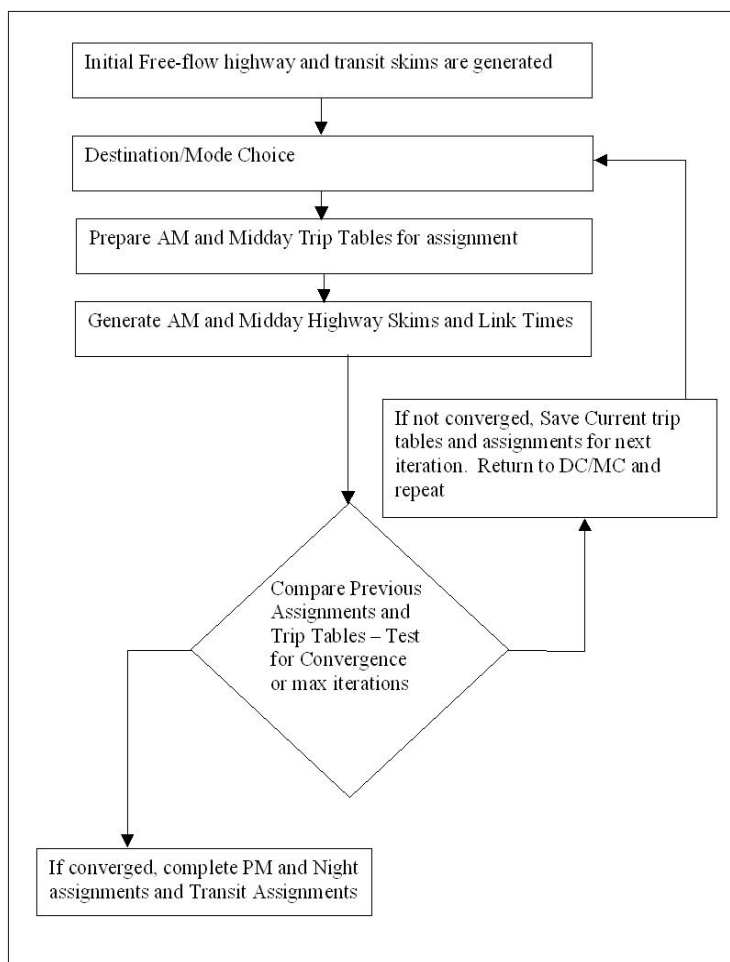 Initial Free-flow highway and transit skims are generated
Destination/Mode Choice
Prepare AM and Midday Trip Tables for assignment
Generate AM and Midday Highway Skims and Link Times
If not converged, Save Current trip
tables and assignments for next
iteration.  Return to DC/MC and
repeat
Compare Previous
Assignments and
Trip Tables – Test
for Convergence
or max iterations
If converged, complete PM and Night
assignments and Transit Assignments